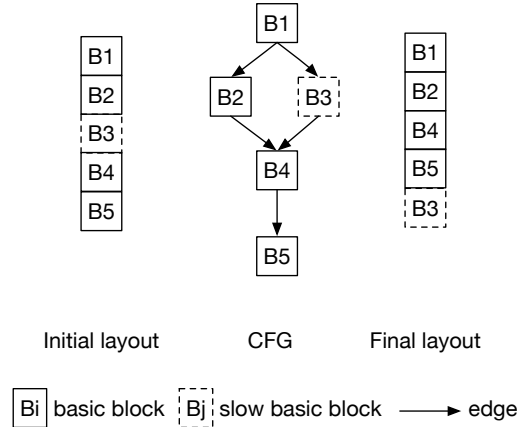 B1
B2
B3
B4
B5
B1
B2 B3
B4
B5
B1
B2
B4
B5
B3
Initial layout CFG Final layout
Bi basic block Bj slow basic block edge